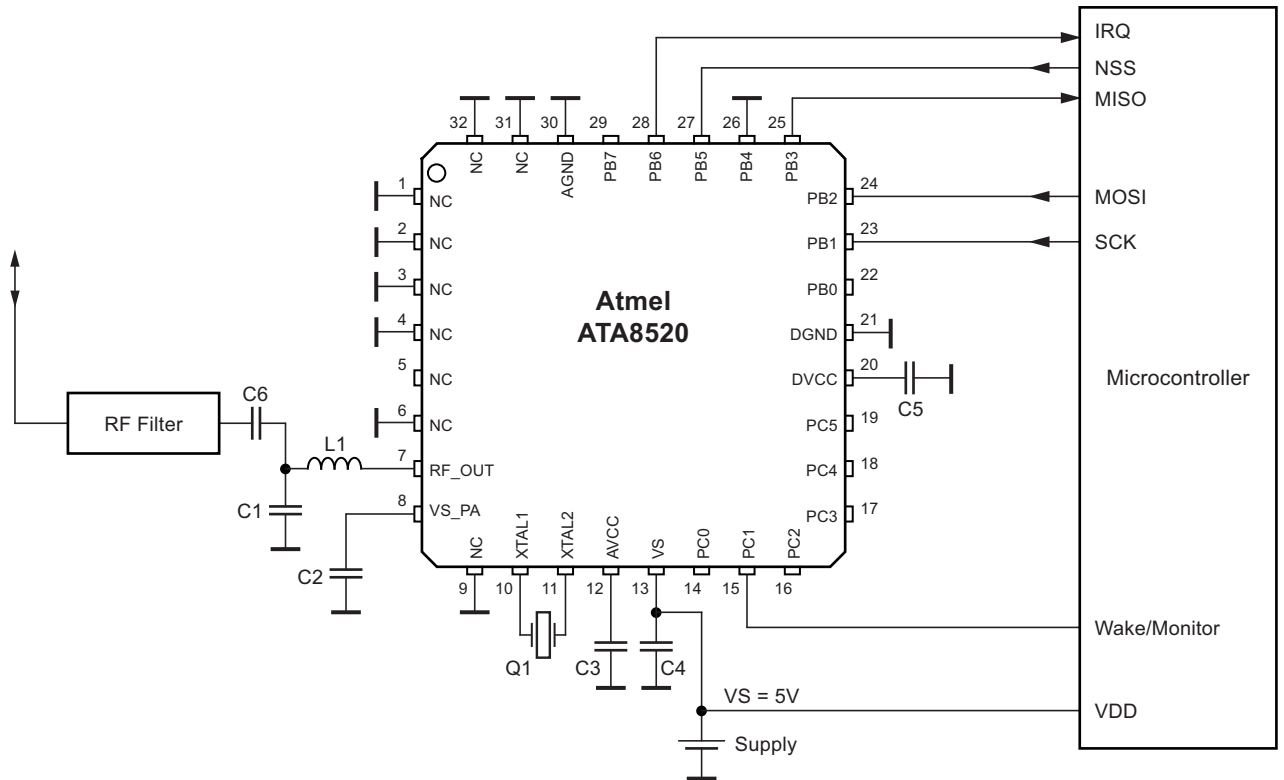 IRQ
NSS
MISO
32 31 30 29 28 27 26 25
NC NC AGND PB7 PB6 PB5 PB4 PB3
1 NC
PB2 24 MOSI
2 NC
PB1 23 SCK
3 NC
PB0 22
Atmel
ATA8520
4 NC
DGND 21
5 NC
DVCC 20
C5
Microcontroller
6 NC
PC5 19
RF Filter
C6
L1
7 RF_OUT
PC4 18
C1
8 VS_PA
PC3 17
C2
NC XTAL1 XTAL2 AVCC VS PC0 PC1 PC2
9 10 11 12 13 14 15 16
Wake/Monitor
Q1 C3 C4
VS = 5V
VDD
Supply